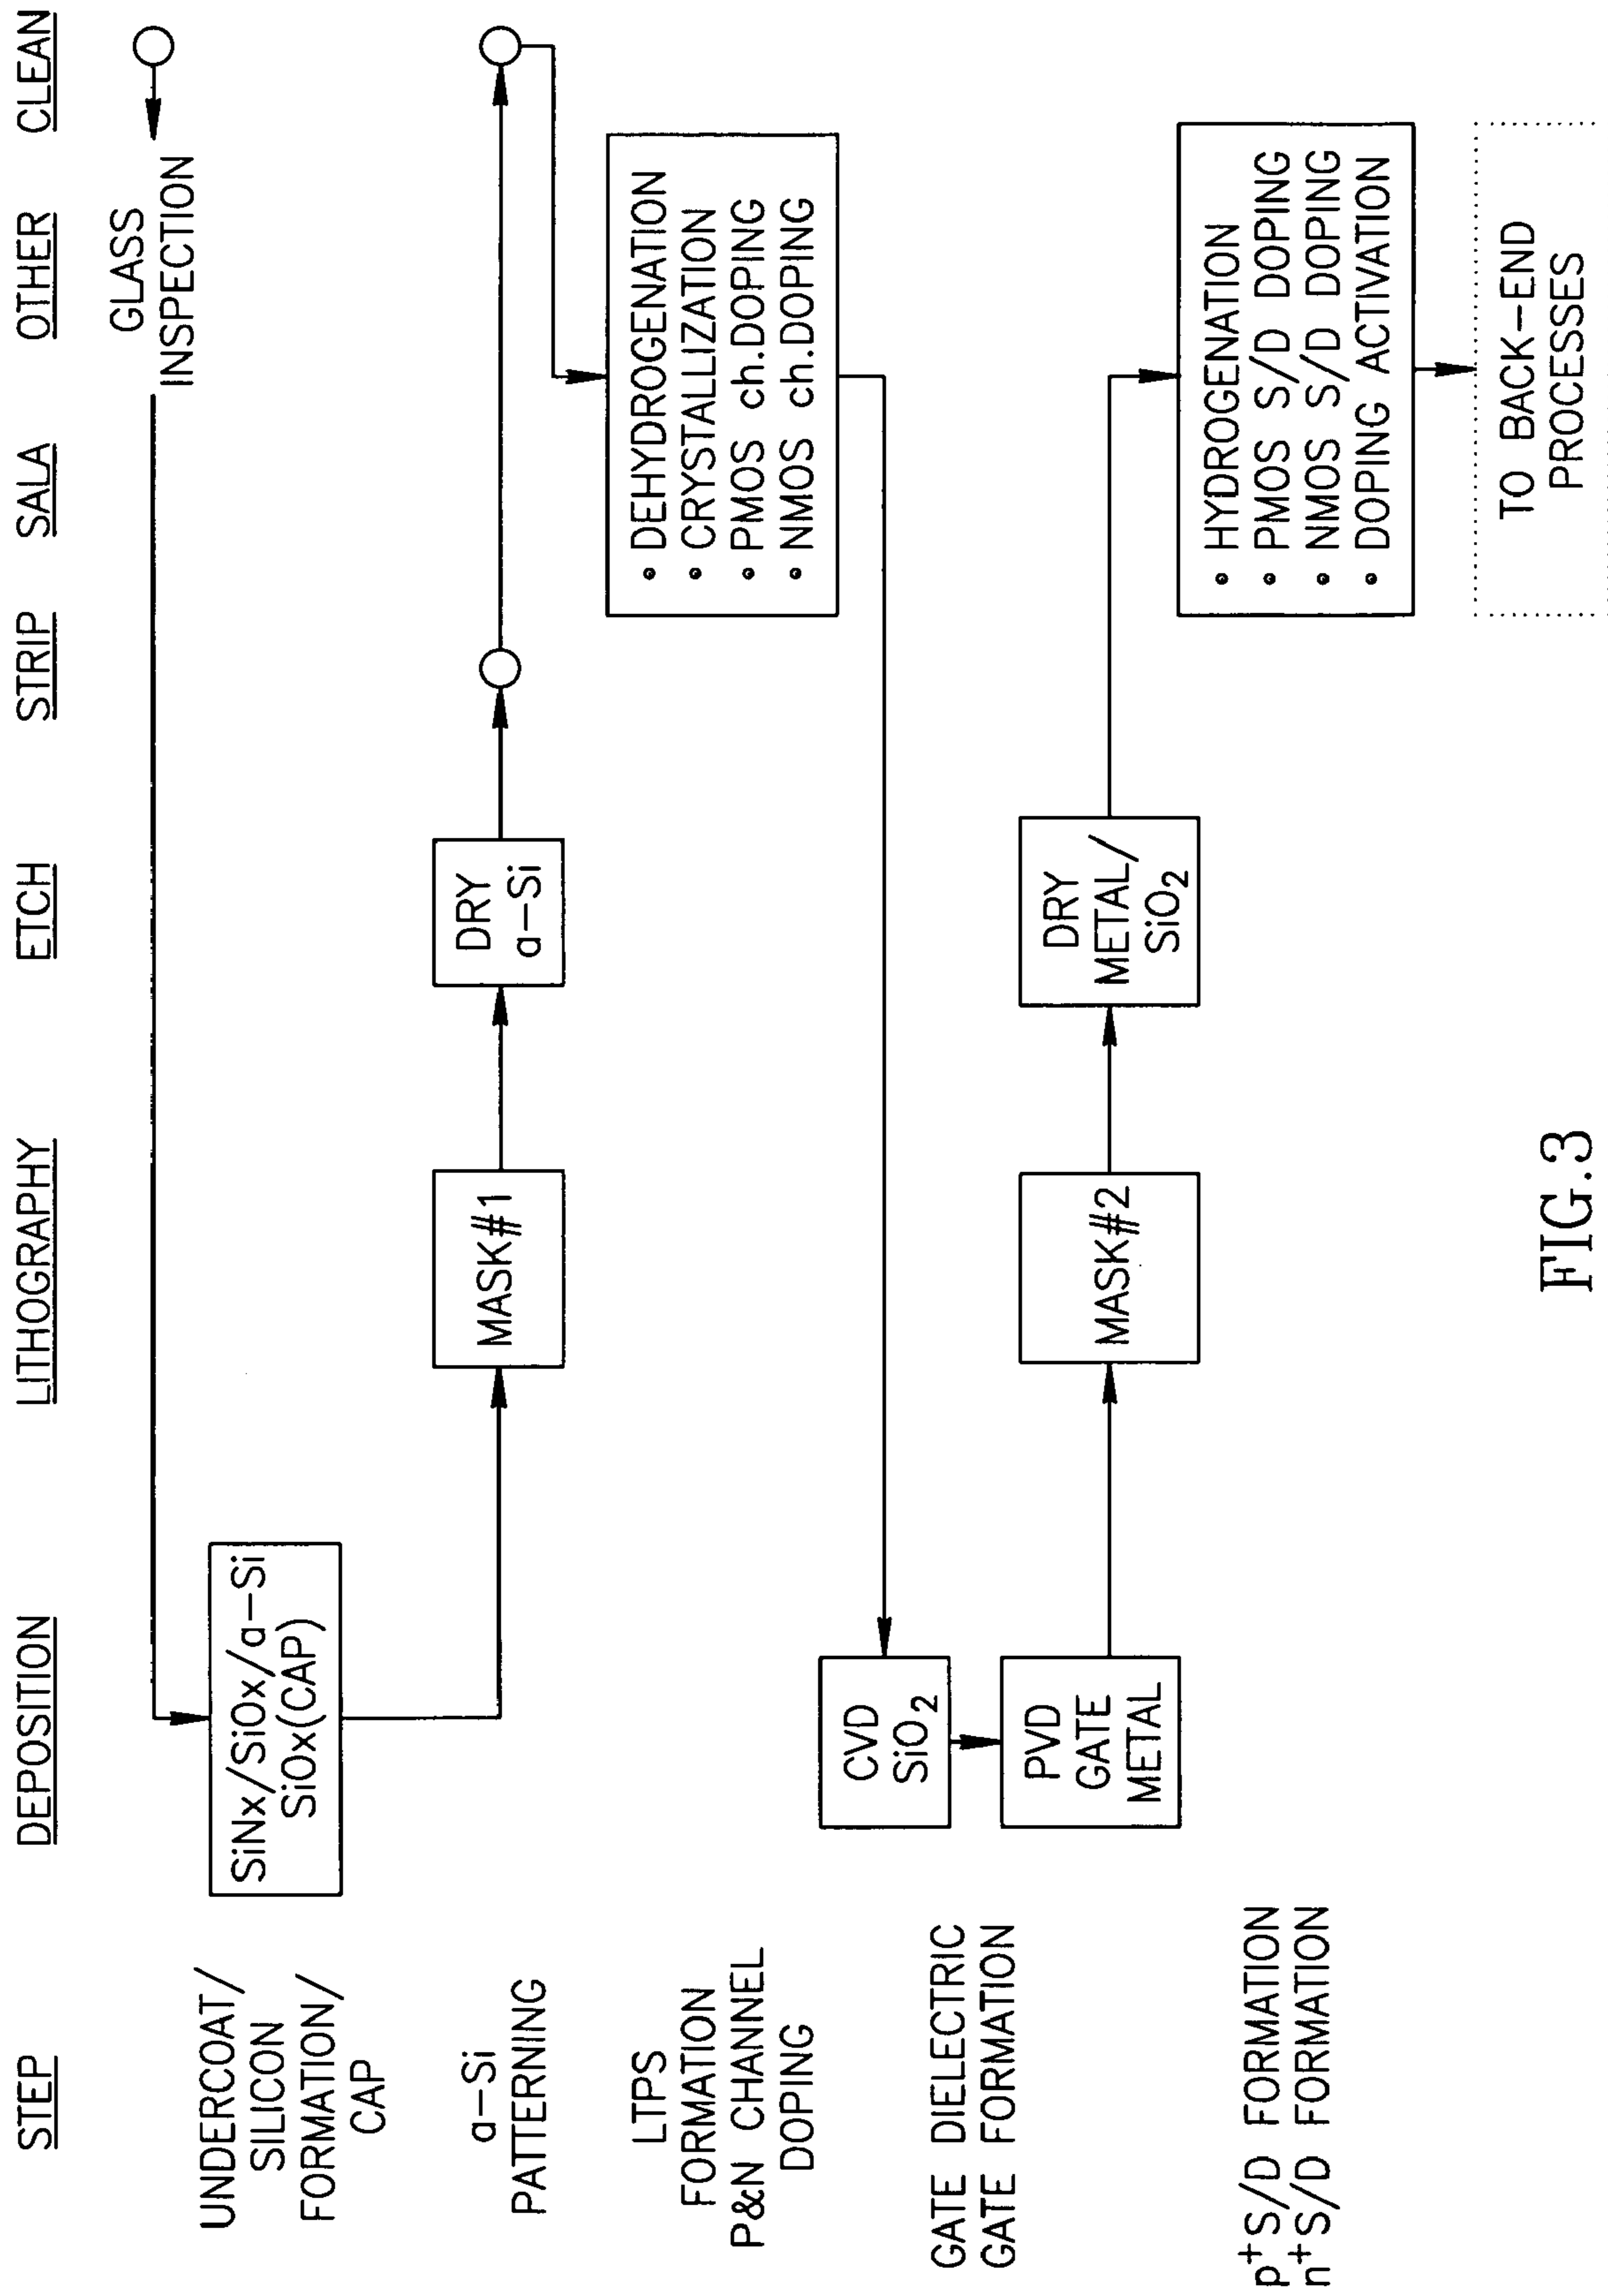 STEP
DEPOSITION
LITHOGRAPHY
ETCH
STRIP
SALA
OTHER
CLEAN
GLASS
INSPECTION
UNDERCOAT/
SILICON
FORMATION/
CAP
SiNx/SiOx/a-Si
SiOx(CAP)
a-Si
PATTERNING
MASK#1
DRY
a-Si
LTPS
FORMATION
P&N CHANNEL
DOPING
• DEHYDROGENATION
• CRYSTALLIZATION
• PMOS ch.DOPING
• NMOS ch.DOPING
GATE DIELECTRIC
GATE FORMATION
CVD
SiO₂
PVD
GATE
METAL
MASK#2
DRY
METAL/
SiO₂
p⁺S/D FORMATION
n⁺S/D FORMATION
• HYDROGENATION
• PMOS S/D DOPING
• NMOS S/D DOPING
• DOPING ACTIVATION
TO BACK-END
PROCESSES
FIG.3